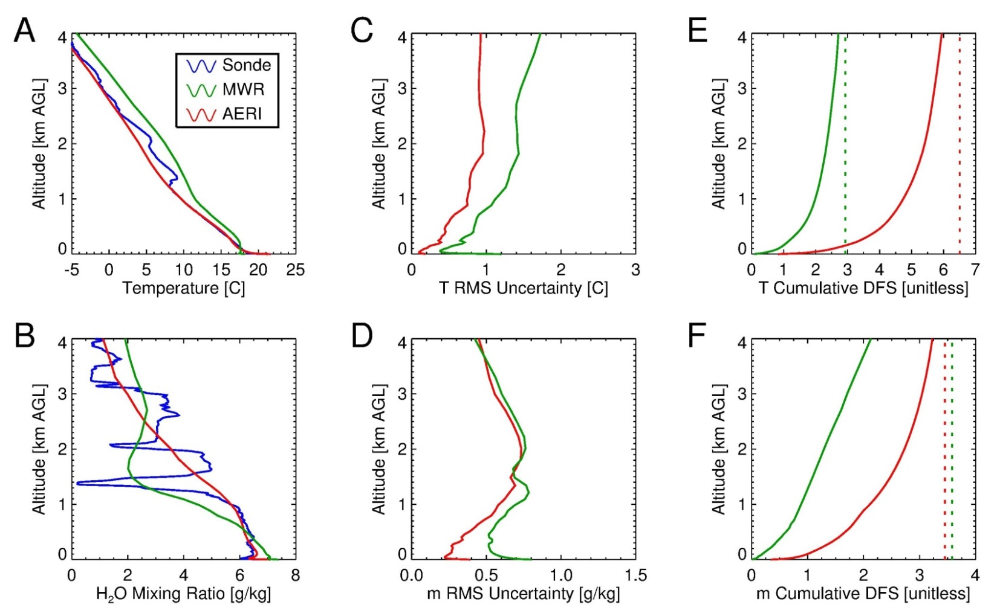 A
4
3
2
1
0
Altitude [km AGL]
-5 0 5 10 15 20 25
Temperature [C]
Sonde
MWR
AERI
C
4
3
2
1
0
Altitude [km AGL]
0 1 2 3
T RMS Uncertainty [C]
E
4
3
2
1
0
Altitude [km AGL]
0 1 2 3 4 5 6 7
T Cumulative DFS [unitless]
B
4
3
2
1
0
Altitude [km AGL]
0 2 4 6 8
H₂O Mixing Ratio [g/kg]
D
4
3
2
1
0
Altitude [km AGL]
0.0 0.5 1.0 1.5
m RMS Uncertainty [g/kg]
F
4
3
2
1
0
Altitude [km AGL]
0 1 2 3 4
m Cumulative DFS [unitless]